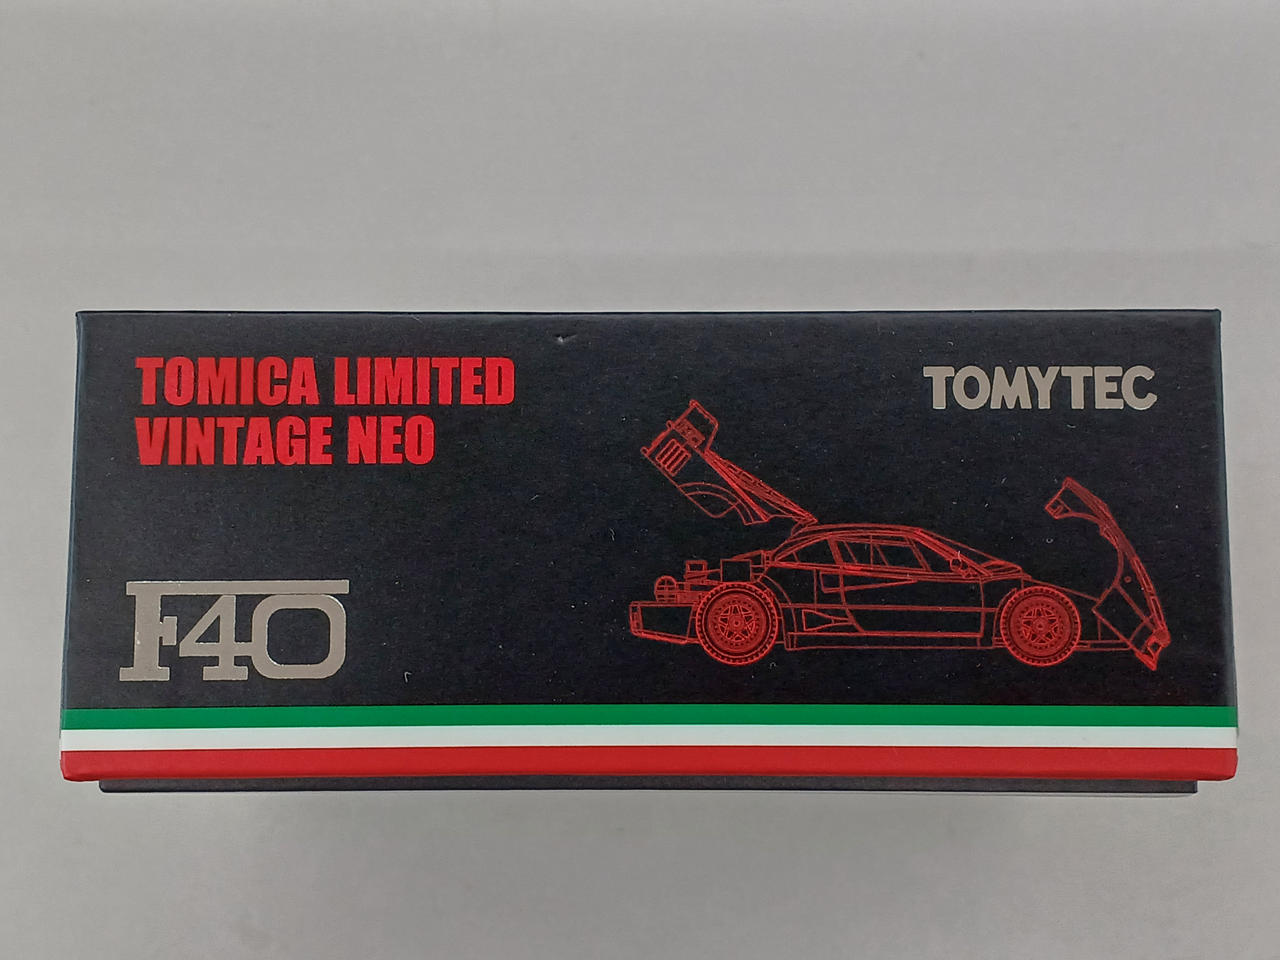 TOMICA LIMITED
VINTAGE NEO
TOMYTEC
F40